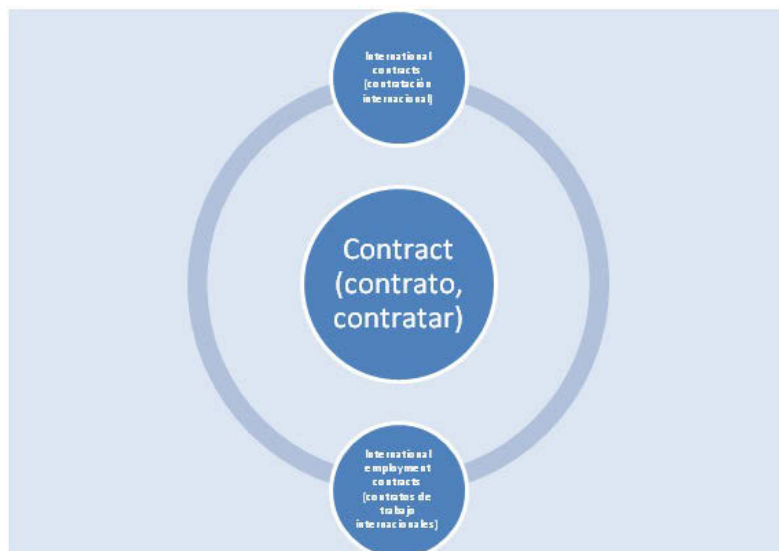 International
contracts
(contratación
internacional)
Contract
(contrato,
contratar)
International
employment
contracts
(contratos de
trabajo
internacionales)